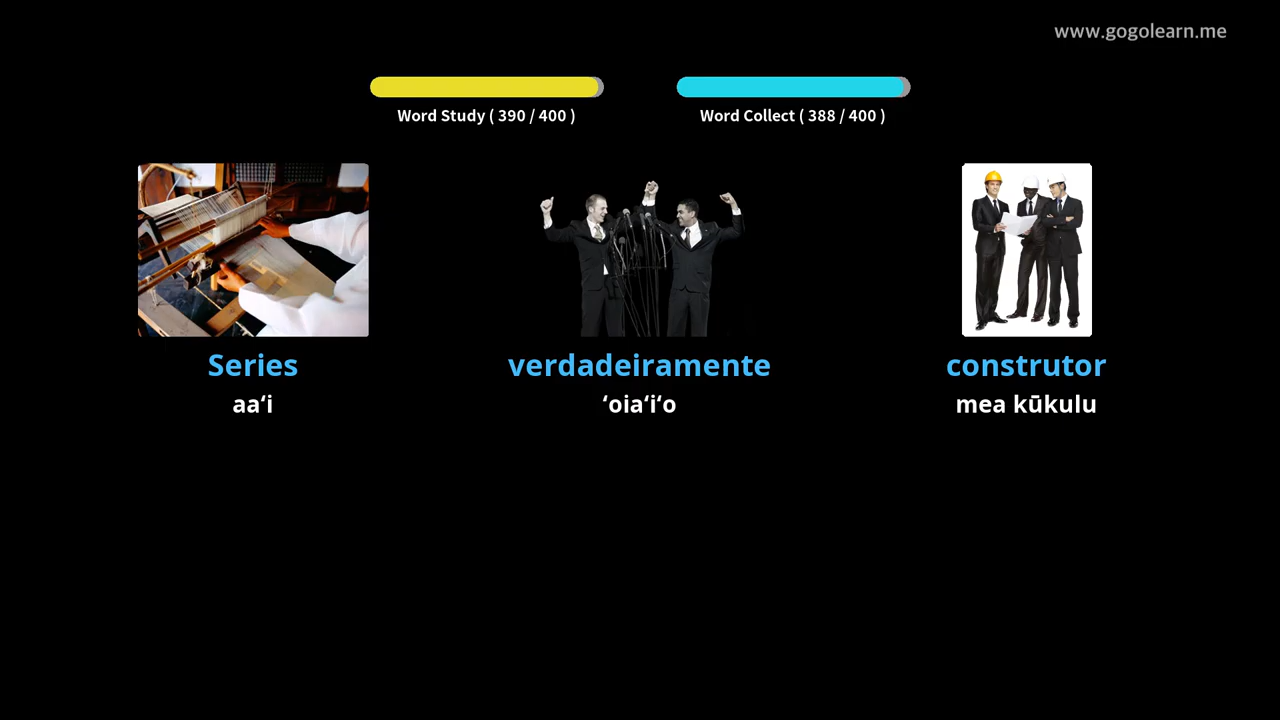 www.gogolearn.me
Word Study ( 390 / 400 )
Word Collect ( 388 / 400 )
Series
verdadeiramente
construtor
aaʻi
ʻoiaʻiʻo
mea kūkulu